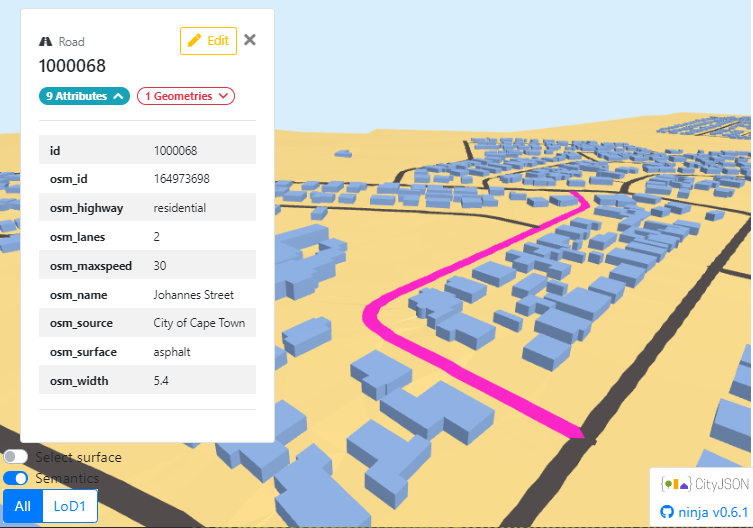 Road
Edit
1000068
9 Attributes
1 Geometries
id 1000068
osm_id 164973698
osm_highway residential
osm_lanes 2
osm_maxspeed 30
osm_name Johannes Street
osm_source City of Cape Town
osm_surface asphalt
osm_width 5.4
Select surface
Semantics
All LoD1
{} CityJSON
ninja v0.6.1